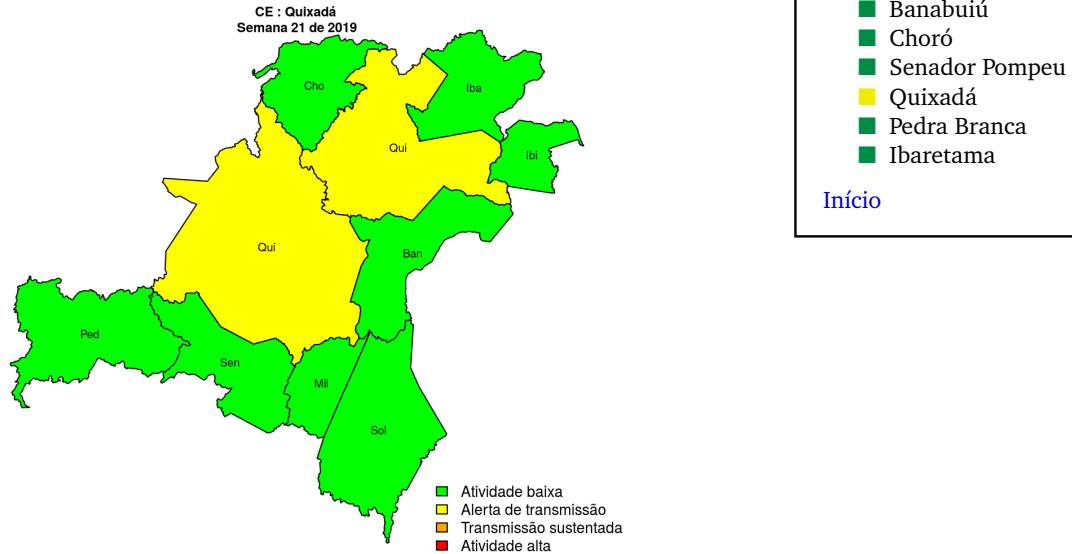 CE : Quixadá
Semana 21 de 2019
Cho
Iba
Qui
Ibi
Qui
Ban
Ped
Sen
Mil
Sol
Atividade baixa
Alerta de transmissão
Transmissão sustentada
Atividade alta
Banabuiú
Choró
Senador Pompeu
Quixadá
Pedra Branca
Ibaretama
Início